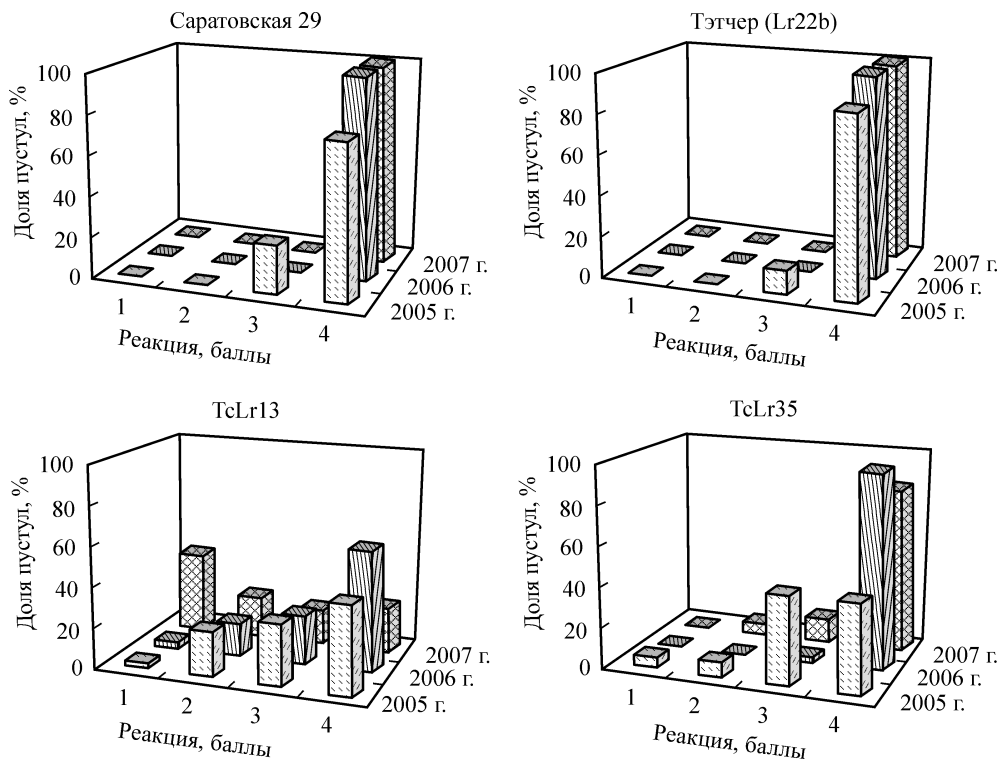 Саратовская 29
Доля пустул, %
100
80
60
40
20
0
1
2
3
4
Реакция, баллы
2007 г.
2006 г.
2005 г.
Тэтчер (Lr22b)
Доля пустул, %
100
80
60
40
20
0
1
2
3
4
Реакция, баллы
2007 г.
2006 г.
2005 г.
TcLr13
Доля пустул, %
100
80
60
40
20
0
1
2
3
4
Реакция, баллы
2007 г.
2006 г.
2005 г.
TcLr35
Доля пустул, %
100
80
60
40
20
0
1
2
3
4
Реакция, баллы
2007 г.
2006 г.
2005 г.